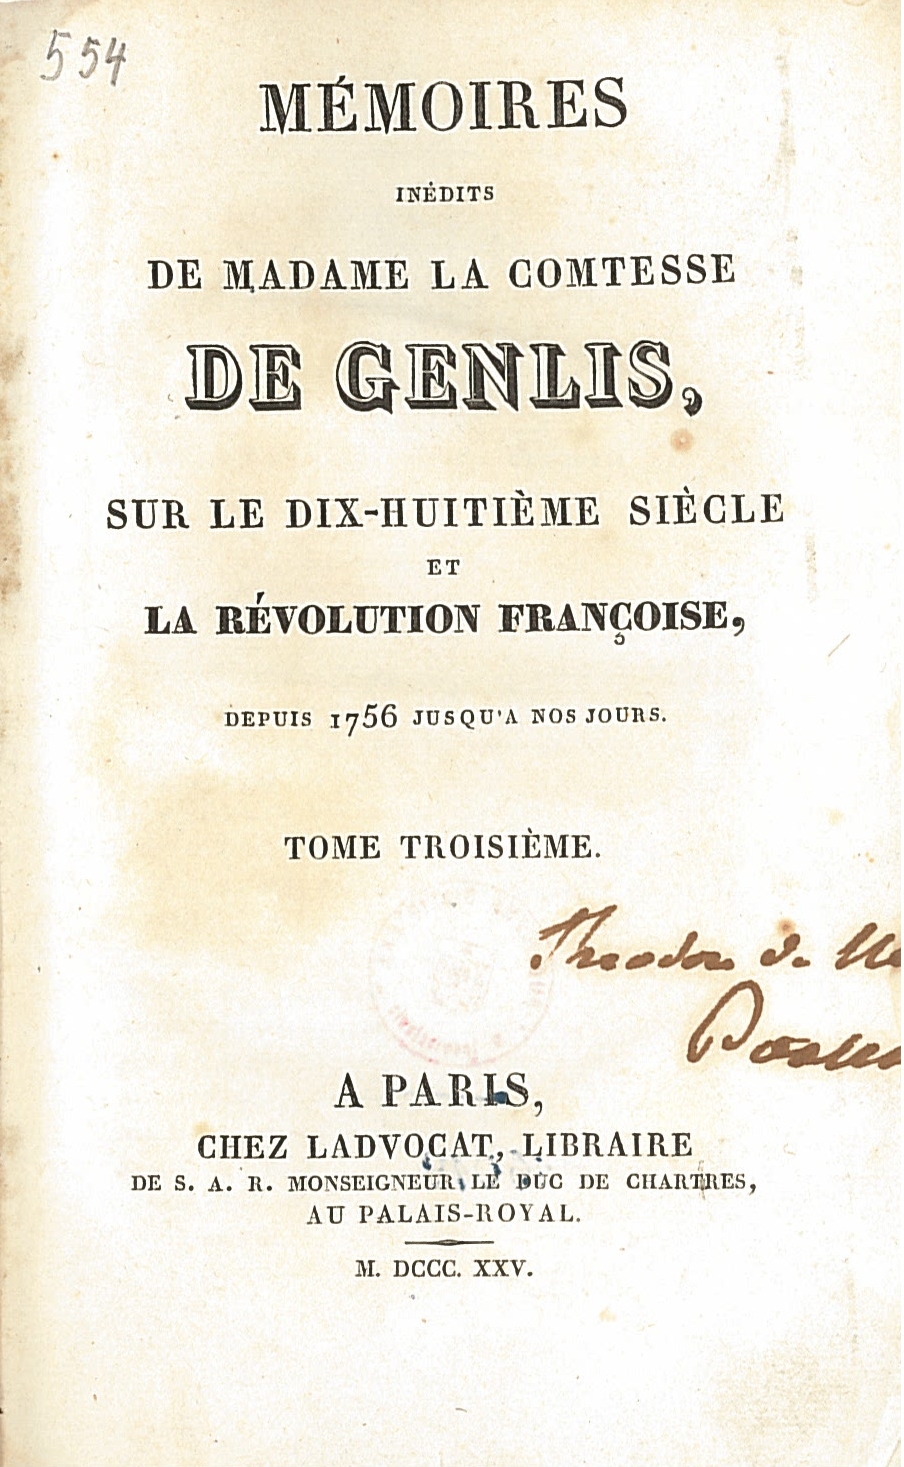 554
MÉMOIRES
INÉDITS
DE MADAME LA COMTESSE
DE GENLIS,
SUR LE DIX-HUITIÈME SIÈCLE
ET
LA RÉVOLUTION FRANÇOISE,
DEPUIS 1756 JUSQU'A NOS JOURS.
TOME TROISIÈME.
A PARIS,
CHEZ LADVOCAT, LIBRAIRE
DE S. A. R. MONSEIGNEUR LE DUC DE CHARTRES,
AU PALAIS-ROYAL.
M. DCCC. XXV.